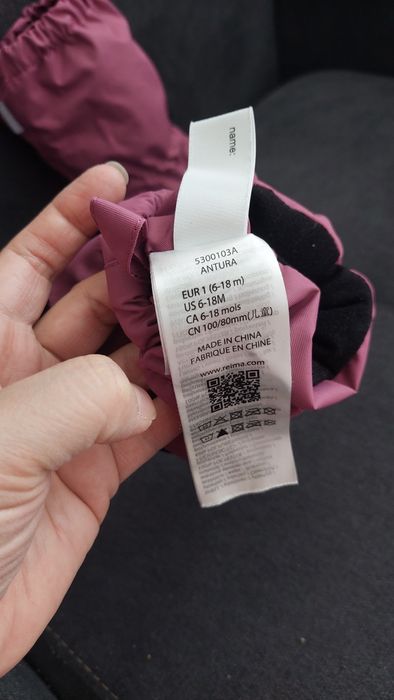 name:
5300103A
ANTURA
EUR 1 (6-18 m)
US 6-18M
CA 6-18 mois
CN 100/80mm(儿童)
MADE IN CHINA
FABRIQUE EN CHINE
www.reima.com